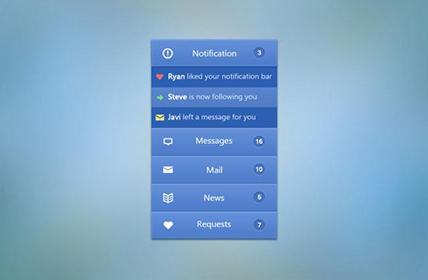 Notification 3
Ryan liked your notification bar
Steve is now following you
Javi left a message for you
Messages 16
Mail 10
News 5
Requests 7